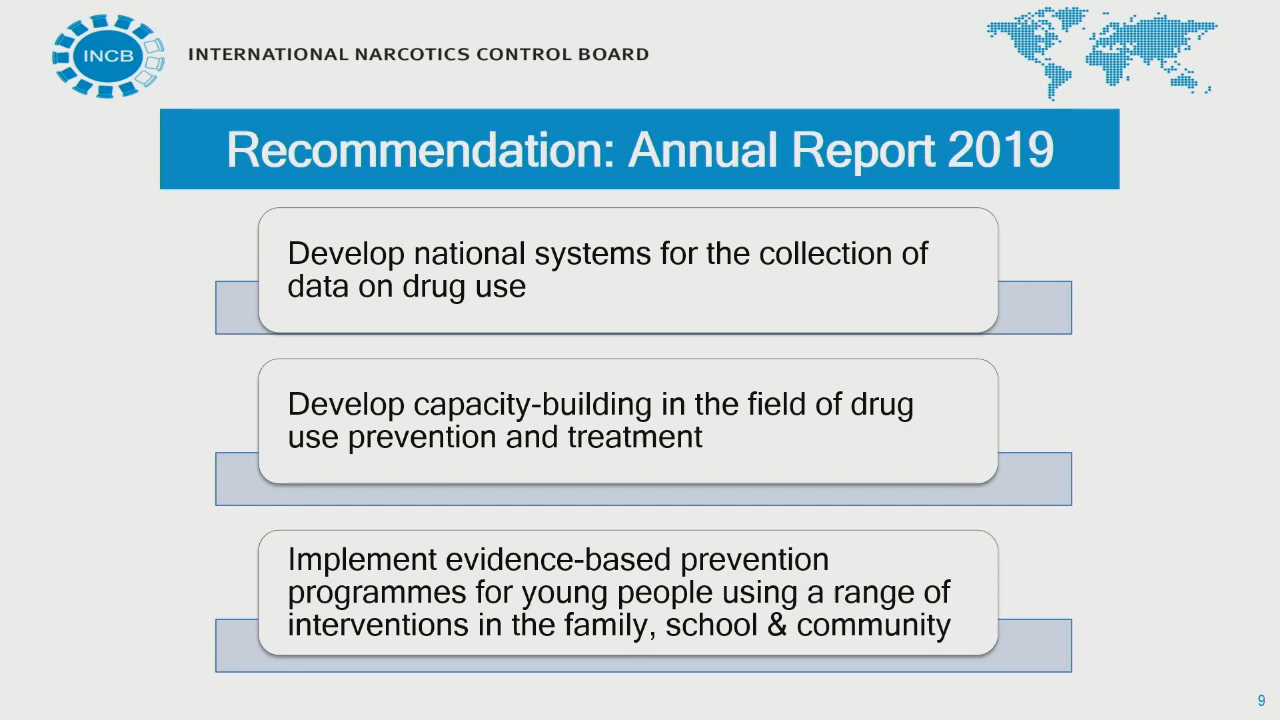 INCB
INTERNATIONAL NARCOTICS CONTROL BOARD
Recommendation: Annual Report 2019
Develop national systems for the collection of
data on drug use
Develop capacity-building in the field of drug
use prevention and treatment
Implement evidence-based prevention
programmes for young people using a range of
interventions in the family, school & community
9